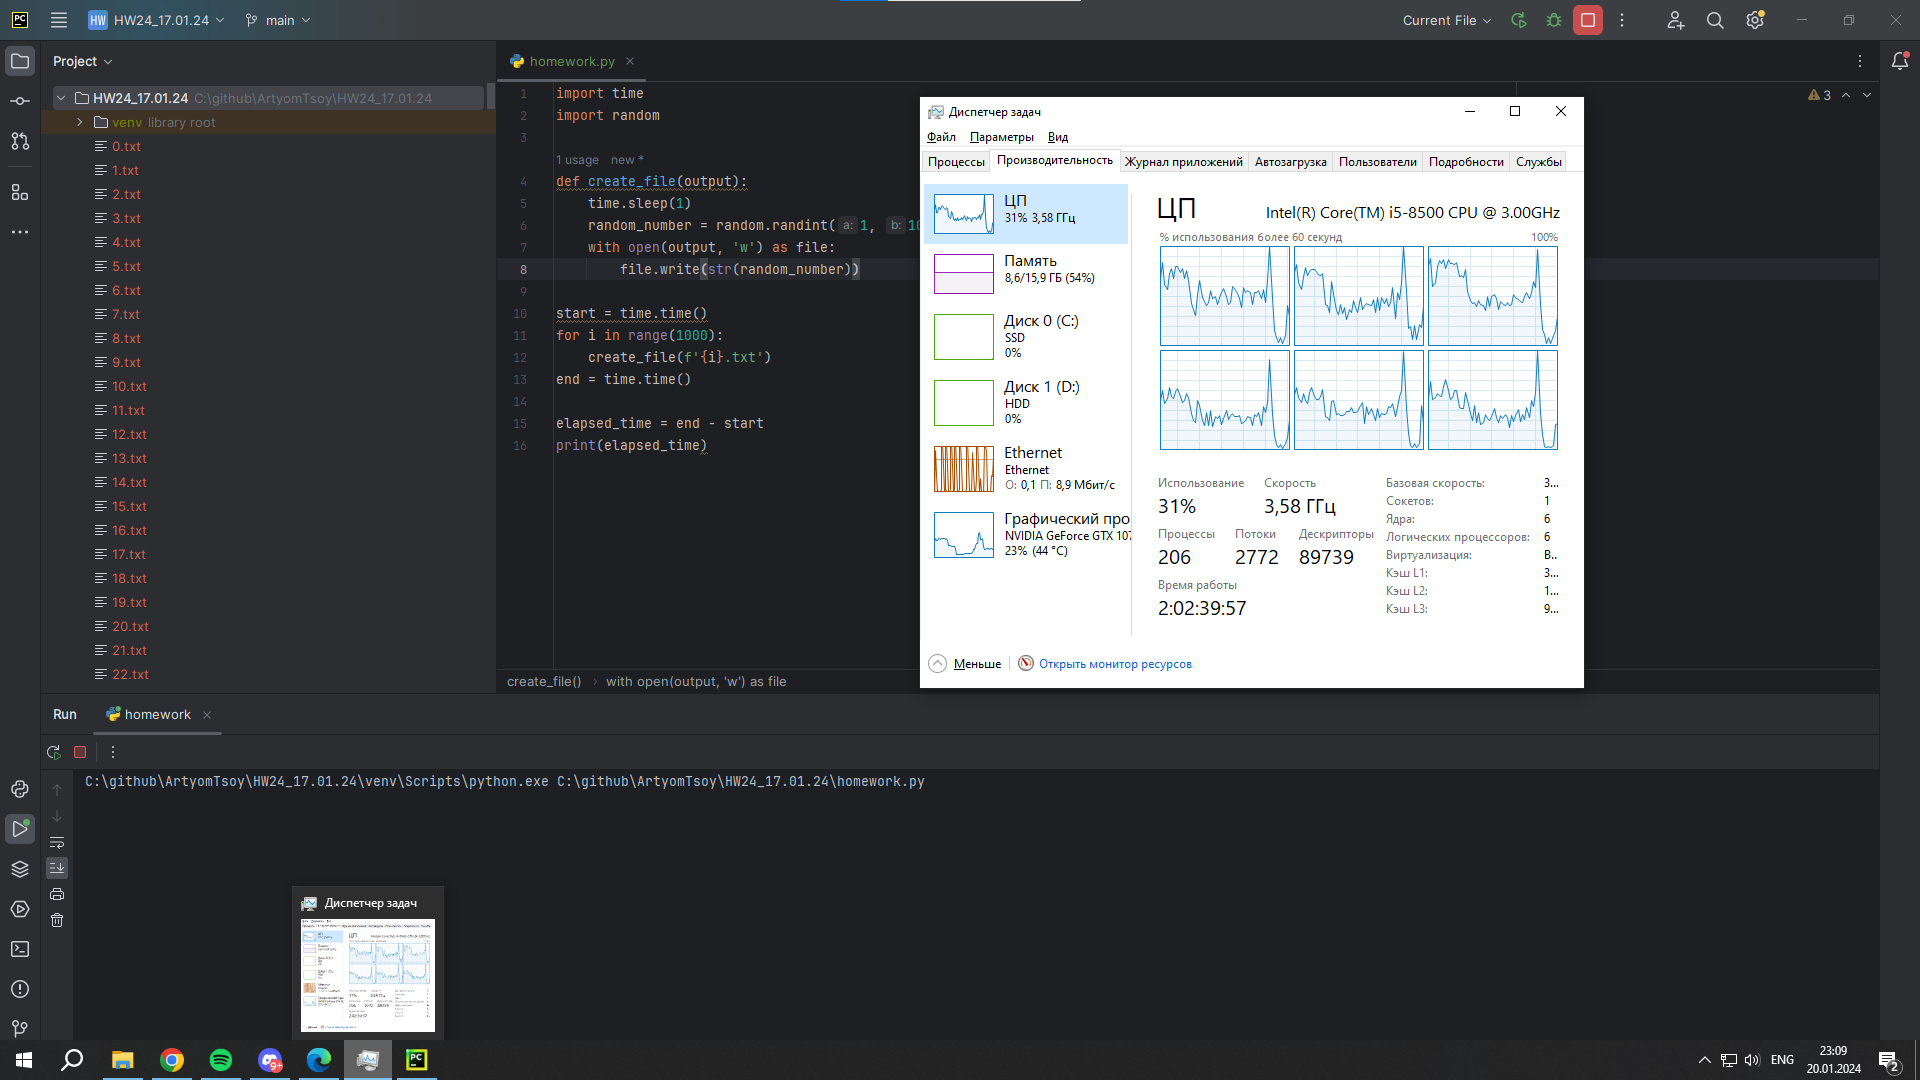 PC
HW HW24_17.01.24 main
Current File
Project
HW24_17.01.24 C:\github\ArtyomTsoy\HW24_17.01.24
venv library root
0.txt
1.txt
2.txt
3.txt
4.txt
5.txt
6.txt
7.txt
8.txt
9.txt
10.txt
11.txt
12.txt
13.txt
14.txt
15.txt
16.txt
17.txt
18.txt
19.txt
20.txt
21.txt
22.txt
homework.py
3
1 import time
2 import random
3
1 usage new *
4 def create_file(output):
5 time.sleep(1)
6 random_number = random.randint( a: 1, b: 10
7 with open(output, 'w') as file:
8 file.write(str(random_number))
9
10 start = time.time()
11 for i in range(1000):
12 create_file(f'{i}.txt')
13 end = time.time()
14
15 elapsed_time = end - start
16 print(elapsed_time)
create_file() with open(output, 'w') as file
Диспетчер задач
Файл Параметры Вид
Процессы Производительность Журнал приложений Автозагрузка Пользователи Подробности Службы
ЦП
31% 3,58 ГГц
Память
8,6/15,9 ГБ (54%)
Диск 0 (C:)
SSD
0%
Диск 1 (D:)
HDD
0%
Ethernet
Ethernet
О: 0,1 П: 8,9 Мбит/с
Графический про
NVIDIA GeForce GTX 107
23% (44 °C)
ЦП Intel(R) Core(TM) i5-8500 CPU @ 3.00GHz
% использования более 60 секунд 100%
Использование Скорость
31% 3,58 ГГц
Процессы Потоки Дескрипторы
206 2772 89739
Время работы
2:02:39:57
Базовая скорость: 3...
Сокетов: 1
Ядра: 6
Логических процессоров: 6
Виртуализация: В..
Кэш L1: 3...
Кэш L2: 1...
Кэш L3: 9...
Меньше Открыть монитор ресурсов
Run homework
C:\github\ArtyomTsoy\HW24_17.01.24\venv\Scripts\python.exe C:\github\ArtyomTsoy\HW24_17.01.24\homework.py
Диспетчер задач
9+
PC
ENG
23:09
20.01.2024
2